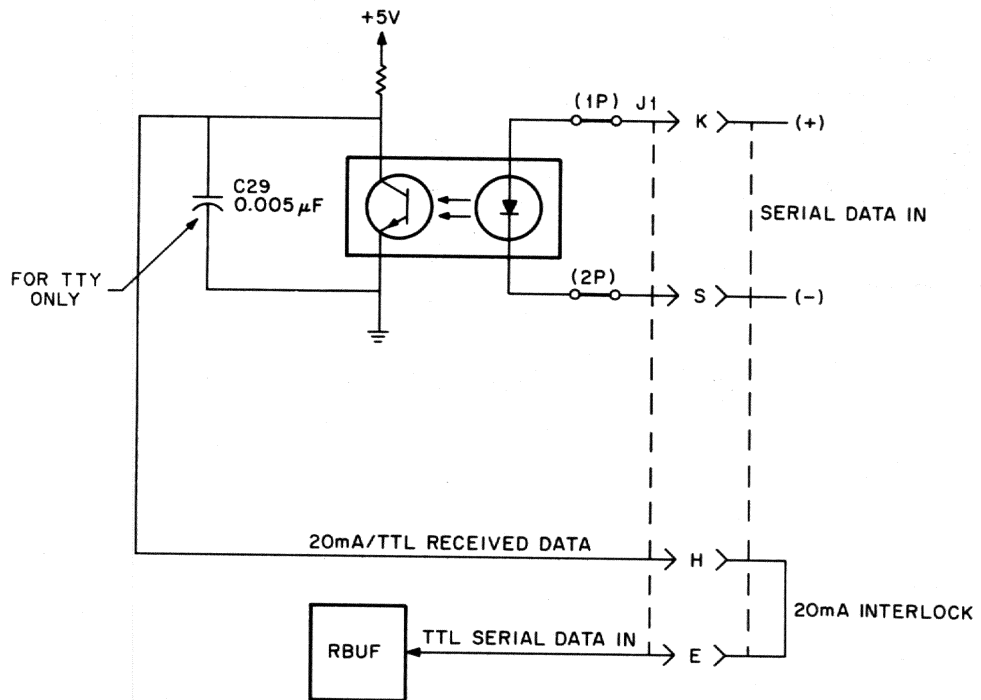 +5V
(1P) J1
K (+)
C29
0.005µF
SERIAL DATA IN
FOR TTY
ONLY
(2P)
S (-)
20mA/TTL RECEIVED DATA
H
20mA INTERLOCK
RBUF
TTL SERIAL DATA IN
E